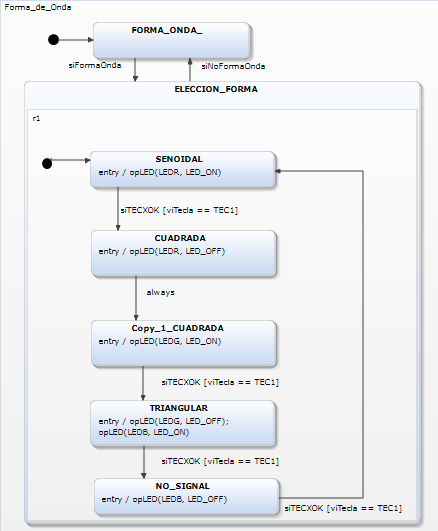 Forma_de_Onda
FORMA_ONDA_
siFormaOnda
siNoFormaOnda
ELECCION_FORMA
r1
SENOIDAL
entry / opLED(LEDR, LED_ON)
siTECXOK [viTecla == TEC1]
CUADRADA
entry / opLED(LEDR, LED_OFF)
always
Copy_1_CUADRADA
entry / opLED(LEDG, LED_ON)
siTECXOK [viTecla == TEC1]
TRIANGULAR
entry / opLED(LEDG, LED_OFF);
opLED(LEDB, LED_ON)
siTECXOK [viTecla == TEC1]
NO_SIGNAL
entry / opLED(LEDB, LED_OFF)
siTECXOK [viTecla == TEC1]